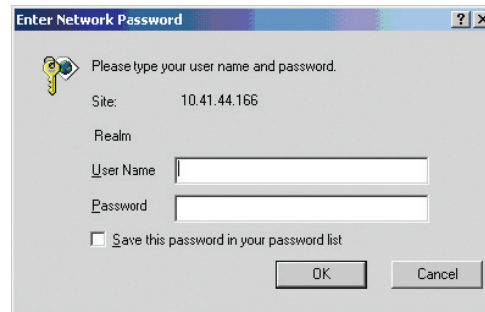 Enter Network Password
Please type your user name and password.
Site: 10.41.44.166
Realm
User Name
Password
Save this password in your password list
OK Cancel